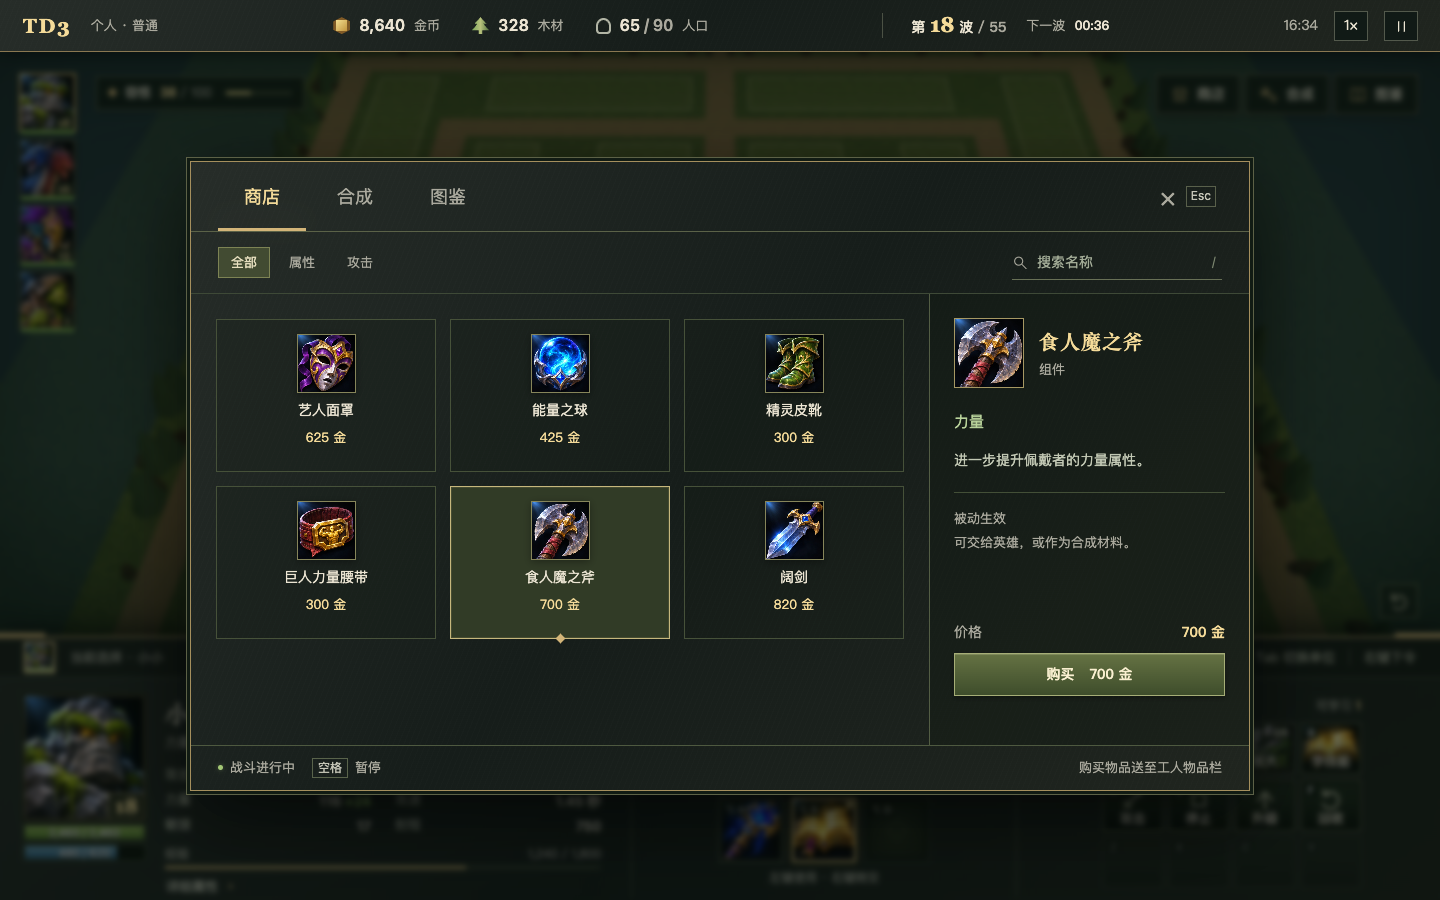 TD3 个人 · 普通 8,640 金币 328 木材 65 / 90 人口 第 18 波 / 55 下一波 00:36 16:34 1×
商店 合成 图鉴 Esc
全部 属性 攻击 搜索名称 /
艺人面罩
625 金
能量之球
425 金
精灵皮靴
300 金
巨人力量腰带
300 金
食人魔之斧
700 金
阔剑
820 金
食人魔之斧
组件
力量
进一步提升佩戴者的力量属性。
被动生效
可交给英雄，或作为合成材料。
价格 700 金
购买 700 金
战斗进行中 空格 暂停 购买物品送至工人物品栏